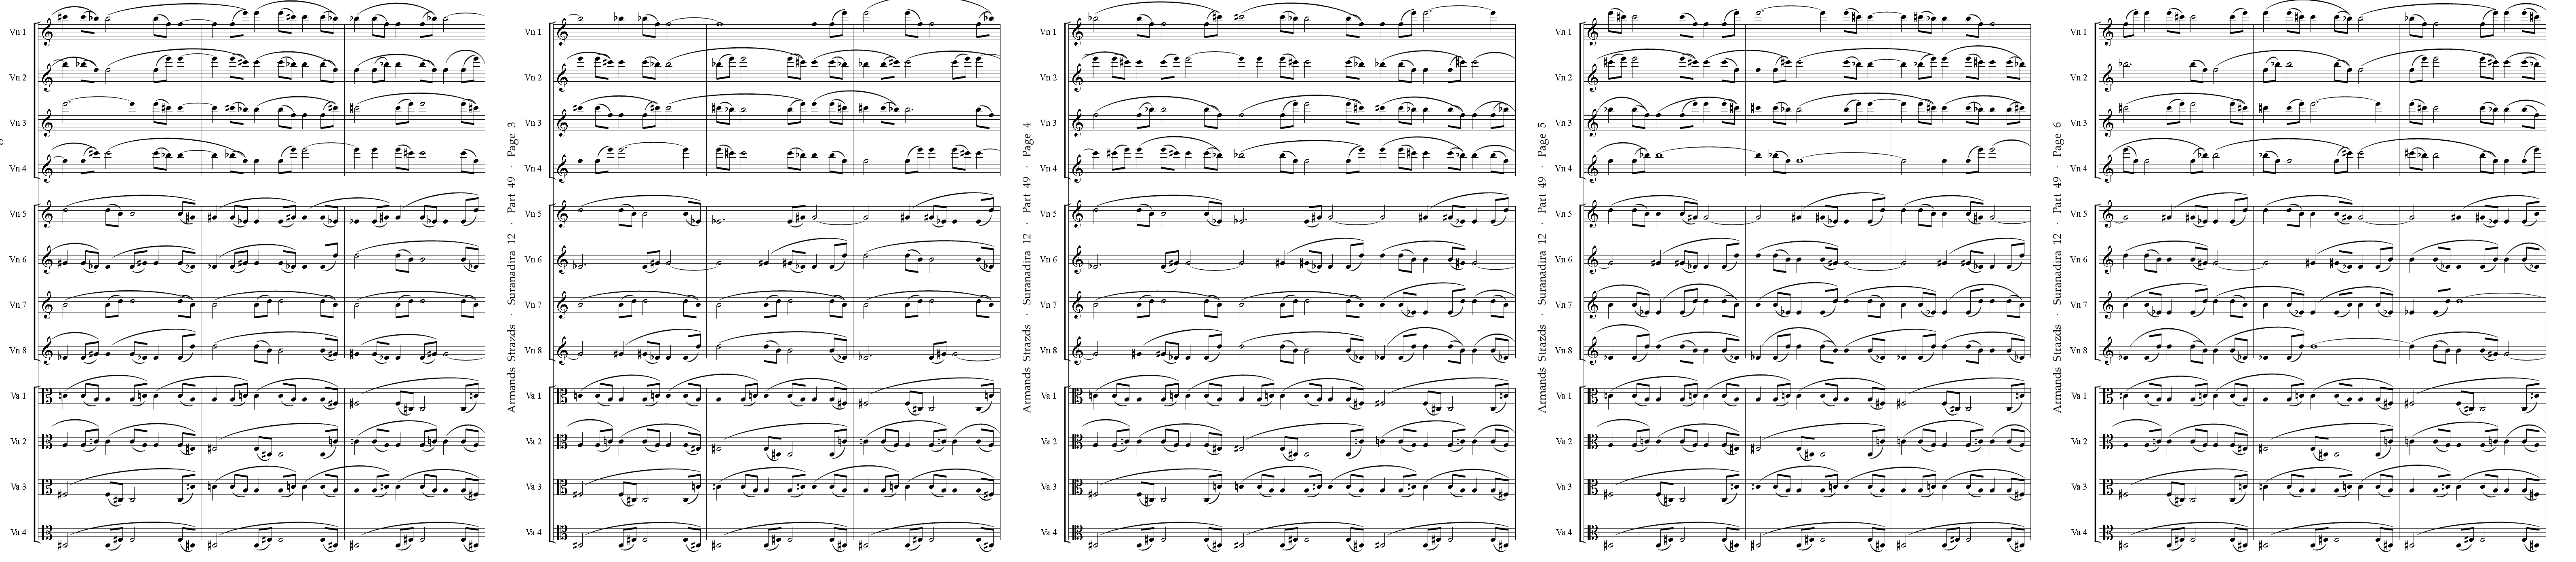 Vn 1
Vn 2
Vn 3
Vn 4
Vn 5
Vn 6
Vn 7
Vn 8
Va 1
Va 2
Va 3
Va 4
Armands Strazds · Suranadira 12 · Part 49 · Page 3
Vn 1
Vn 2
Vn 3
Vn 4
Vn 5
Vn 6
Vn 7
Vn 8
Va 1
Va 2
Va 3
Va 4
Armands Strazds · Suranadira 12 · Part 49 · Page 4
Vn 1
Vn 2
Vn 3
Vn 4
Vn 5
Vn 6
Vn 7
Vn 8
Va 1
Va 2
Va 3
Va 4
Armands Strazds · Suranadira 12 · Part 49 · Page 5
Vn 1
Vn 2
Vn 3
Vn 4
Vn 5
Vn 6
Vn 7
Vn 8
Va 1
Va 2
Va 3
Va 4
Armands Strazds · Suranadira 12 · Part 49 · Page 6
Vn 1
Vn 2
Vn 3
Vn 4
Vn 5
Vn 6
Vn 7
Vn 8
Va 1
Va 2
Va 3
Va 4